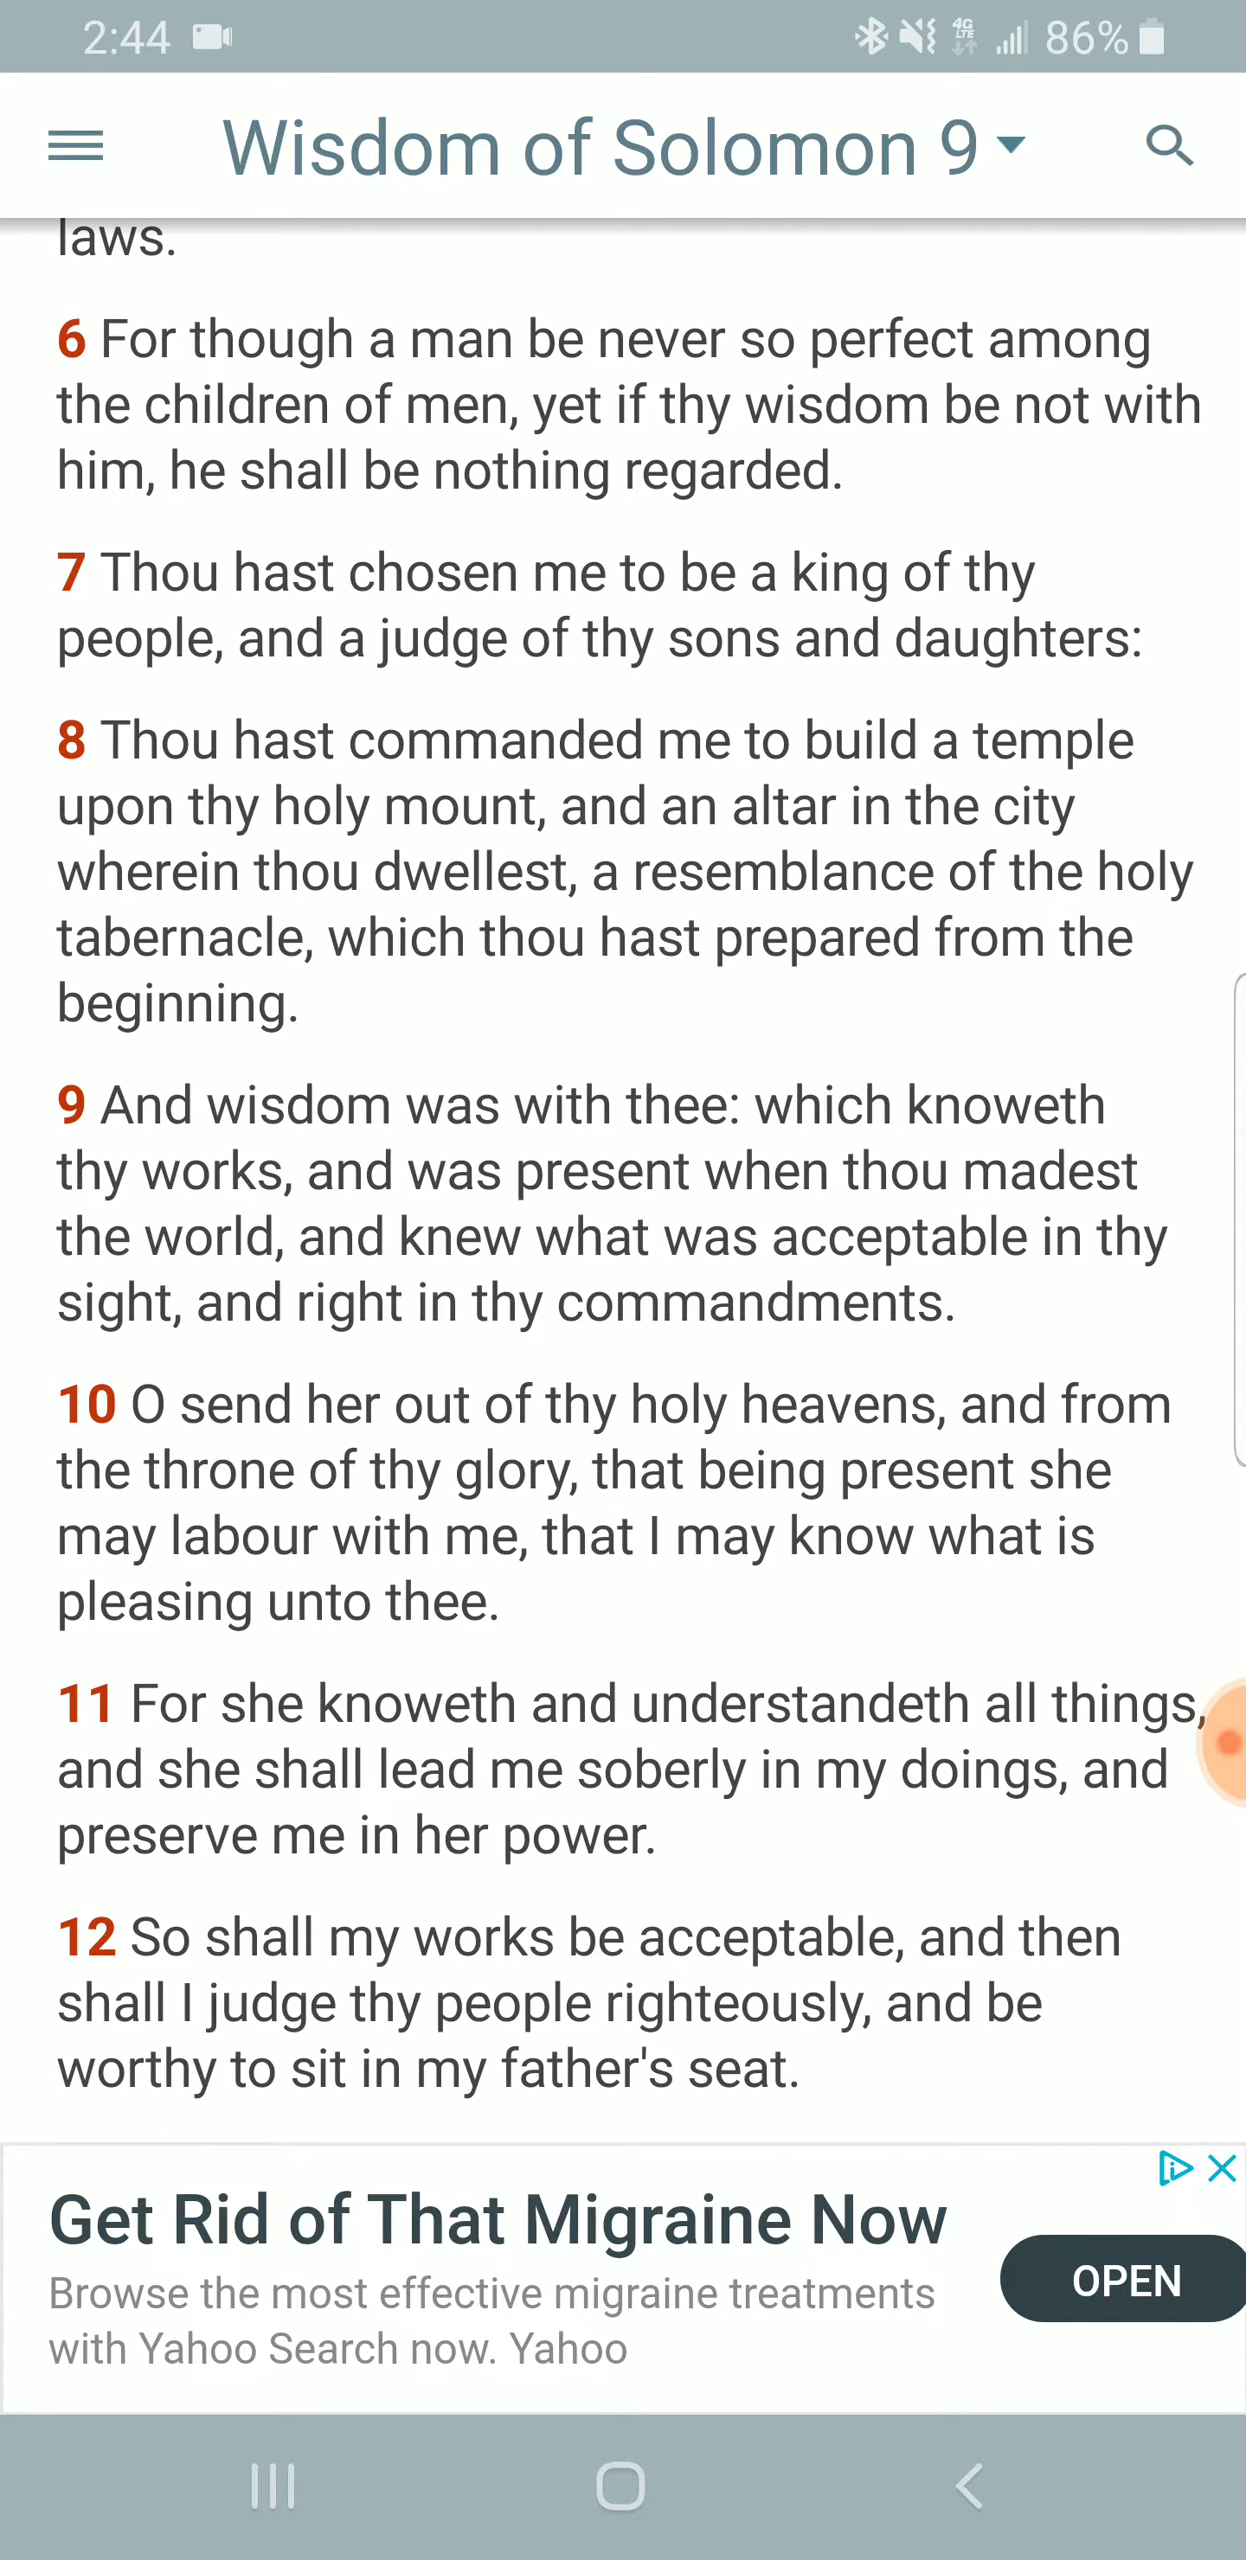 2:44
4G
LTE
86%
Wisdom of Solomon 9
laws.
6 For though a man be never so perfect among
the children of men, yet if thy wisdom be not with
him, he shall be nothing regarded.
7 Thou hast chosen me to be a king of thy
people, and a judge of thy sons and daughters:
8 Thou hast commanded me to build a temple
upon thy holy mount, and an altar in the city
wherein thou dwellest, a resemblance of the holy
tabernacle, which thou hast prepared from the
beginning.
9 And wisdom was with thee: which knoweth
thy works, and was present when thou madest
the world, and knew what was acceptable in thy
sight, and right in thy commandments.
10 O send her out of thy holy heavens, and from
the throne of thy glory, that being present she
may labour with me, that I may know what is
pleasing unto thee.
11 For she knoweth and understandeth all things,
and she shall lead me soberly in my doings, and
preserve me in her power.
12 So shall my works be acceptable, and then
shall I judge thy people righteously, and be
worthy to sit in my father's seat.
Get Rid of That Migraine Now
Browse the most effective migraine treatments
with Yahoo Search now. Yahoo
OPEN